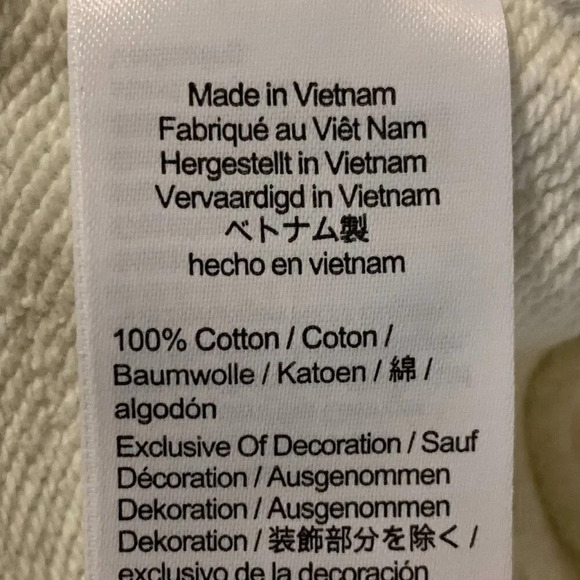 Made in Vietnam
Fabriqué au Viêt Nam
Hergestellt in Vietnam
Vervaardigd in Vietnam
ベトナム製
hecho en vietnam
100% Cotton / Coton /
Baumwolle / Katoen / 綿 /
algodón
Exclusive Of Decoration / Sauf
Décoration / Ausgenommen
Dekoration / Ausgenommen
Dekoration / 装飾部分を除く /
exclusivo de la decoración